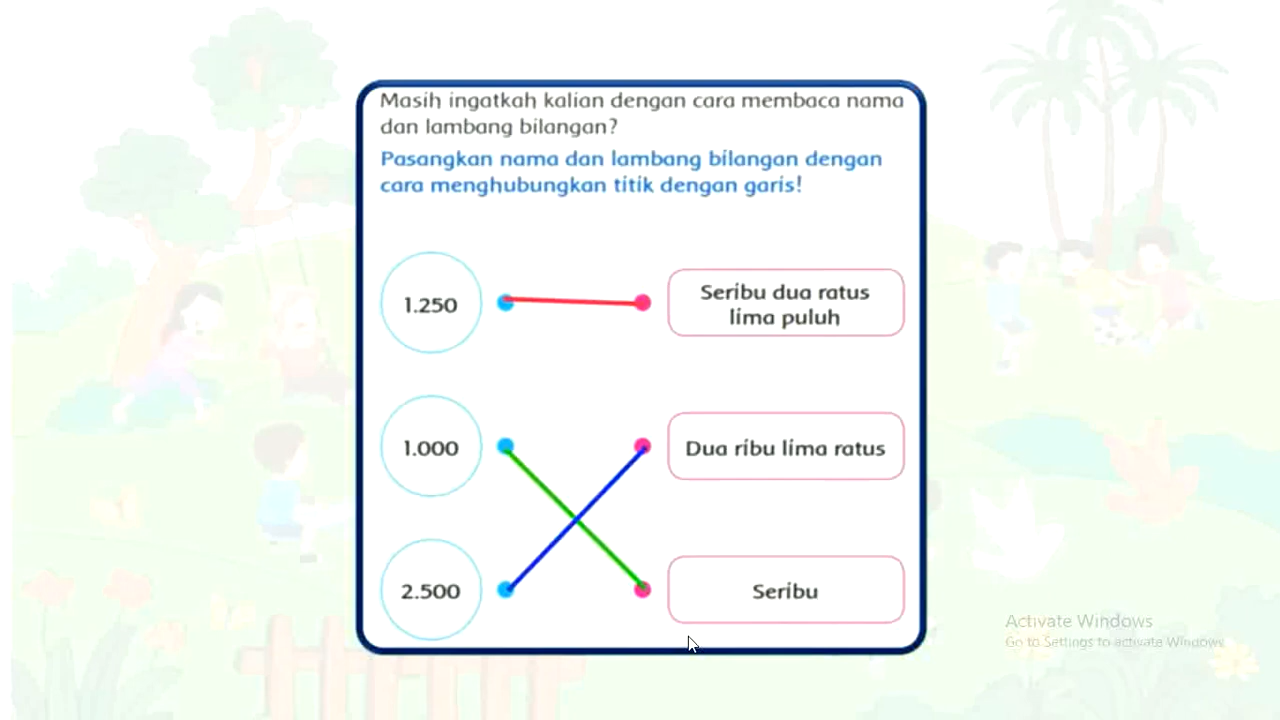 Masih ingatkah kalian dengan cara membaca nama
dan lambang bilangan?
Pasangkan nama dan lambang bilangan dengan
cara menghubungkan titik dengan garis!
1.250
Seribu dua ratus
lima puluh
1.000
Dua ribu lima ratus
2.500
Seribu
Activate Windows
Go to Settings to activate Windows.